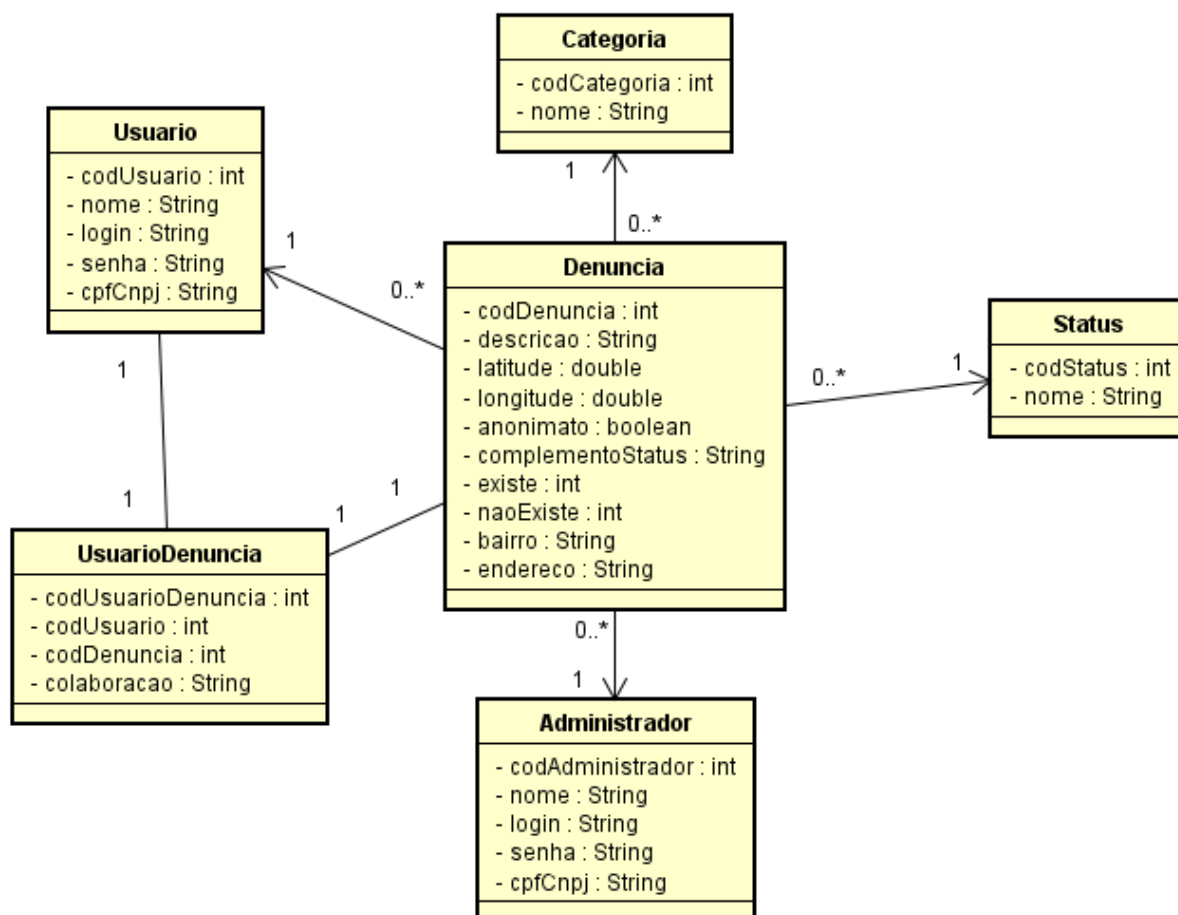 Categoria
- codCategoria : int
- nome : String
Usuario
- codUsuario : int
- nome : String
- login : String
- senha : String
- cpfCnpj : String
1
0..*
1
0..*
Denuncia
- codDenuncia : int
- descricao : String
- latitude : double
- longitude : double
- anonimato : boolean
- complementoStatus : String
- existe : int
- naoExiste : int
- bairro : String
- endereco : String
Status
- codStatus : int
- nome : String
0..*
1
1
1
1
1
UsuarioDenuncia
- codUsuarioDenuncia : int
- codUsuario : int
- codDenuncia : int
- colaboracao : String
0..*
1
Administrador
- codAdministrador : int
- nome : String
- login : String
- senha : String
- cpfCnpj : String